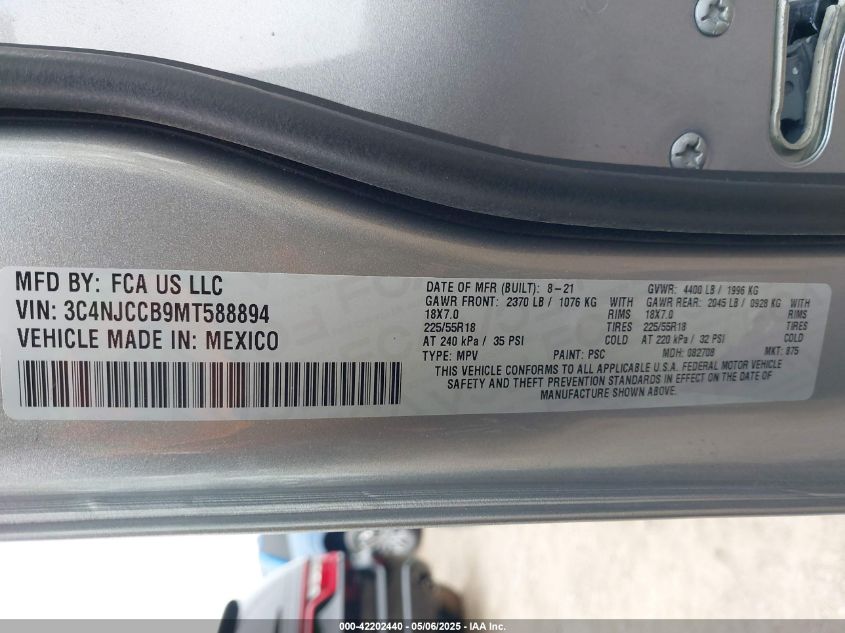 MFD BY: FCA US LLC
VIN: 3C4NJCCB9MT588894
VEHICLE MADE IN: MEXICO
DATE OF MFR (BUILT): 8-21 GVWR: 4400 LB / 1996 KG
GAWR FRONT: 2370 LB / 1076 KG GAWR REAR: 2045 LB / 0928 KG
18X7.0 RIMS 18X7.0 RIMS
225/55R18 TIRES 225/55R18 TIRES
AT 240 kPa / 35 PSI COLD AT 220 kPa / 32 PSI COLD
TYPE: MPV PAINT: PSC MDH: 082708 MKT: 875
THIS VEHICLE CONFORMS TO ALL APPLICABLE U.S.A. FEDERAL MOTOR VEHICLE
SAFETY AND THEFT PREVENTION STANDARDS IN EFFECT ON THE DATE OF
MANUFACTURE SHOWN ABOVE.
000-42202440 - 05/06/2025 - IAA Inc.